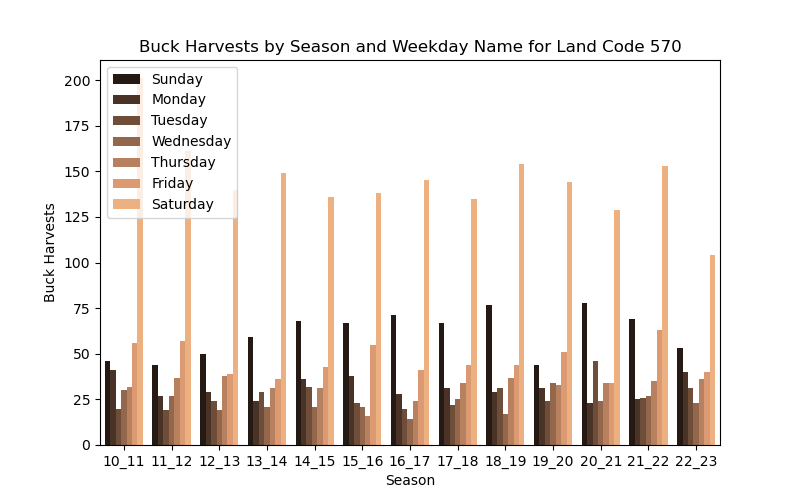 Buck Harvests by Season and Weekday Name for Land Code 570
200
175
150
125
100
75
50
25
0
Buck Harvests
Sunday
Monday
Tuesday
Wednesday
Thursday
Friday
Saturday
10_11 11_12 12_13 13_14 14_15 15_16 16_17 17_18 18_19 19_20 20_21 21_22 22_23
Season